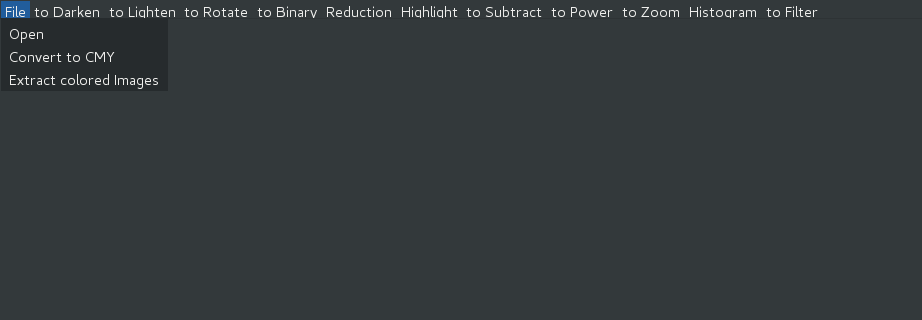 File to Darken to Lighten to Rotate to Binary Reduction Highlight to Subtract to Power to Zoom Histogram to Filter
Open
Convert to CMY
Extract colored Images